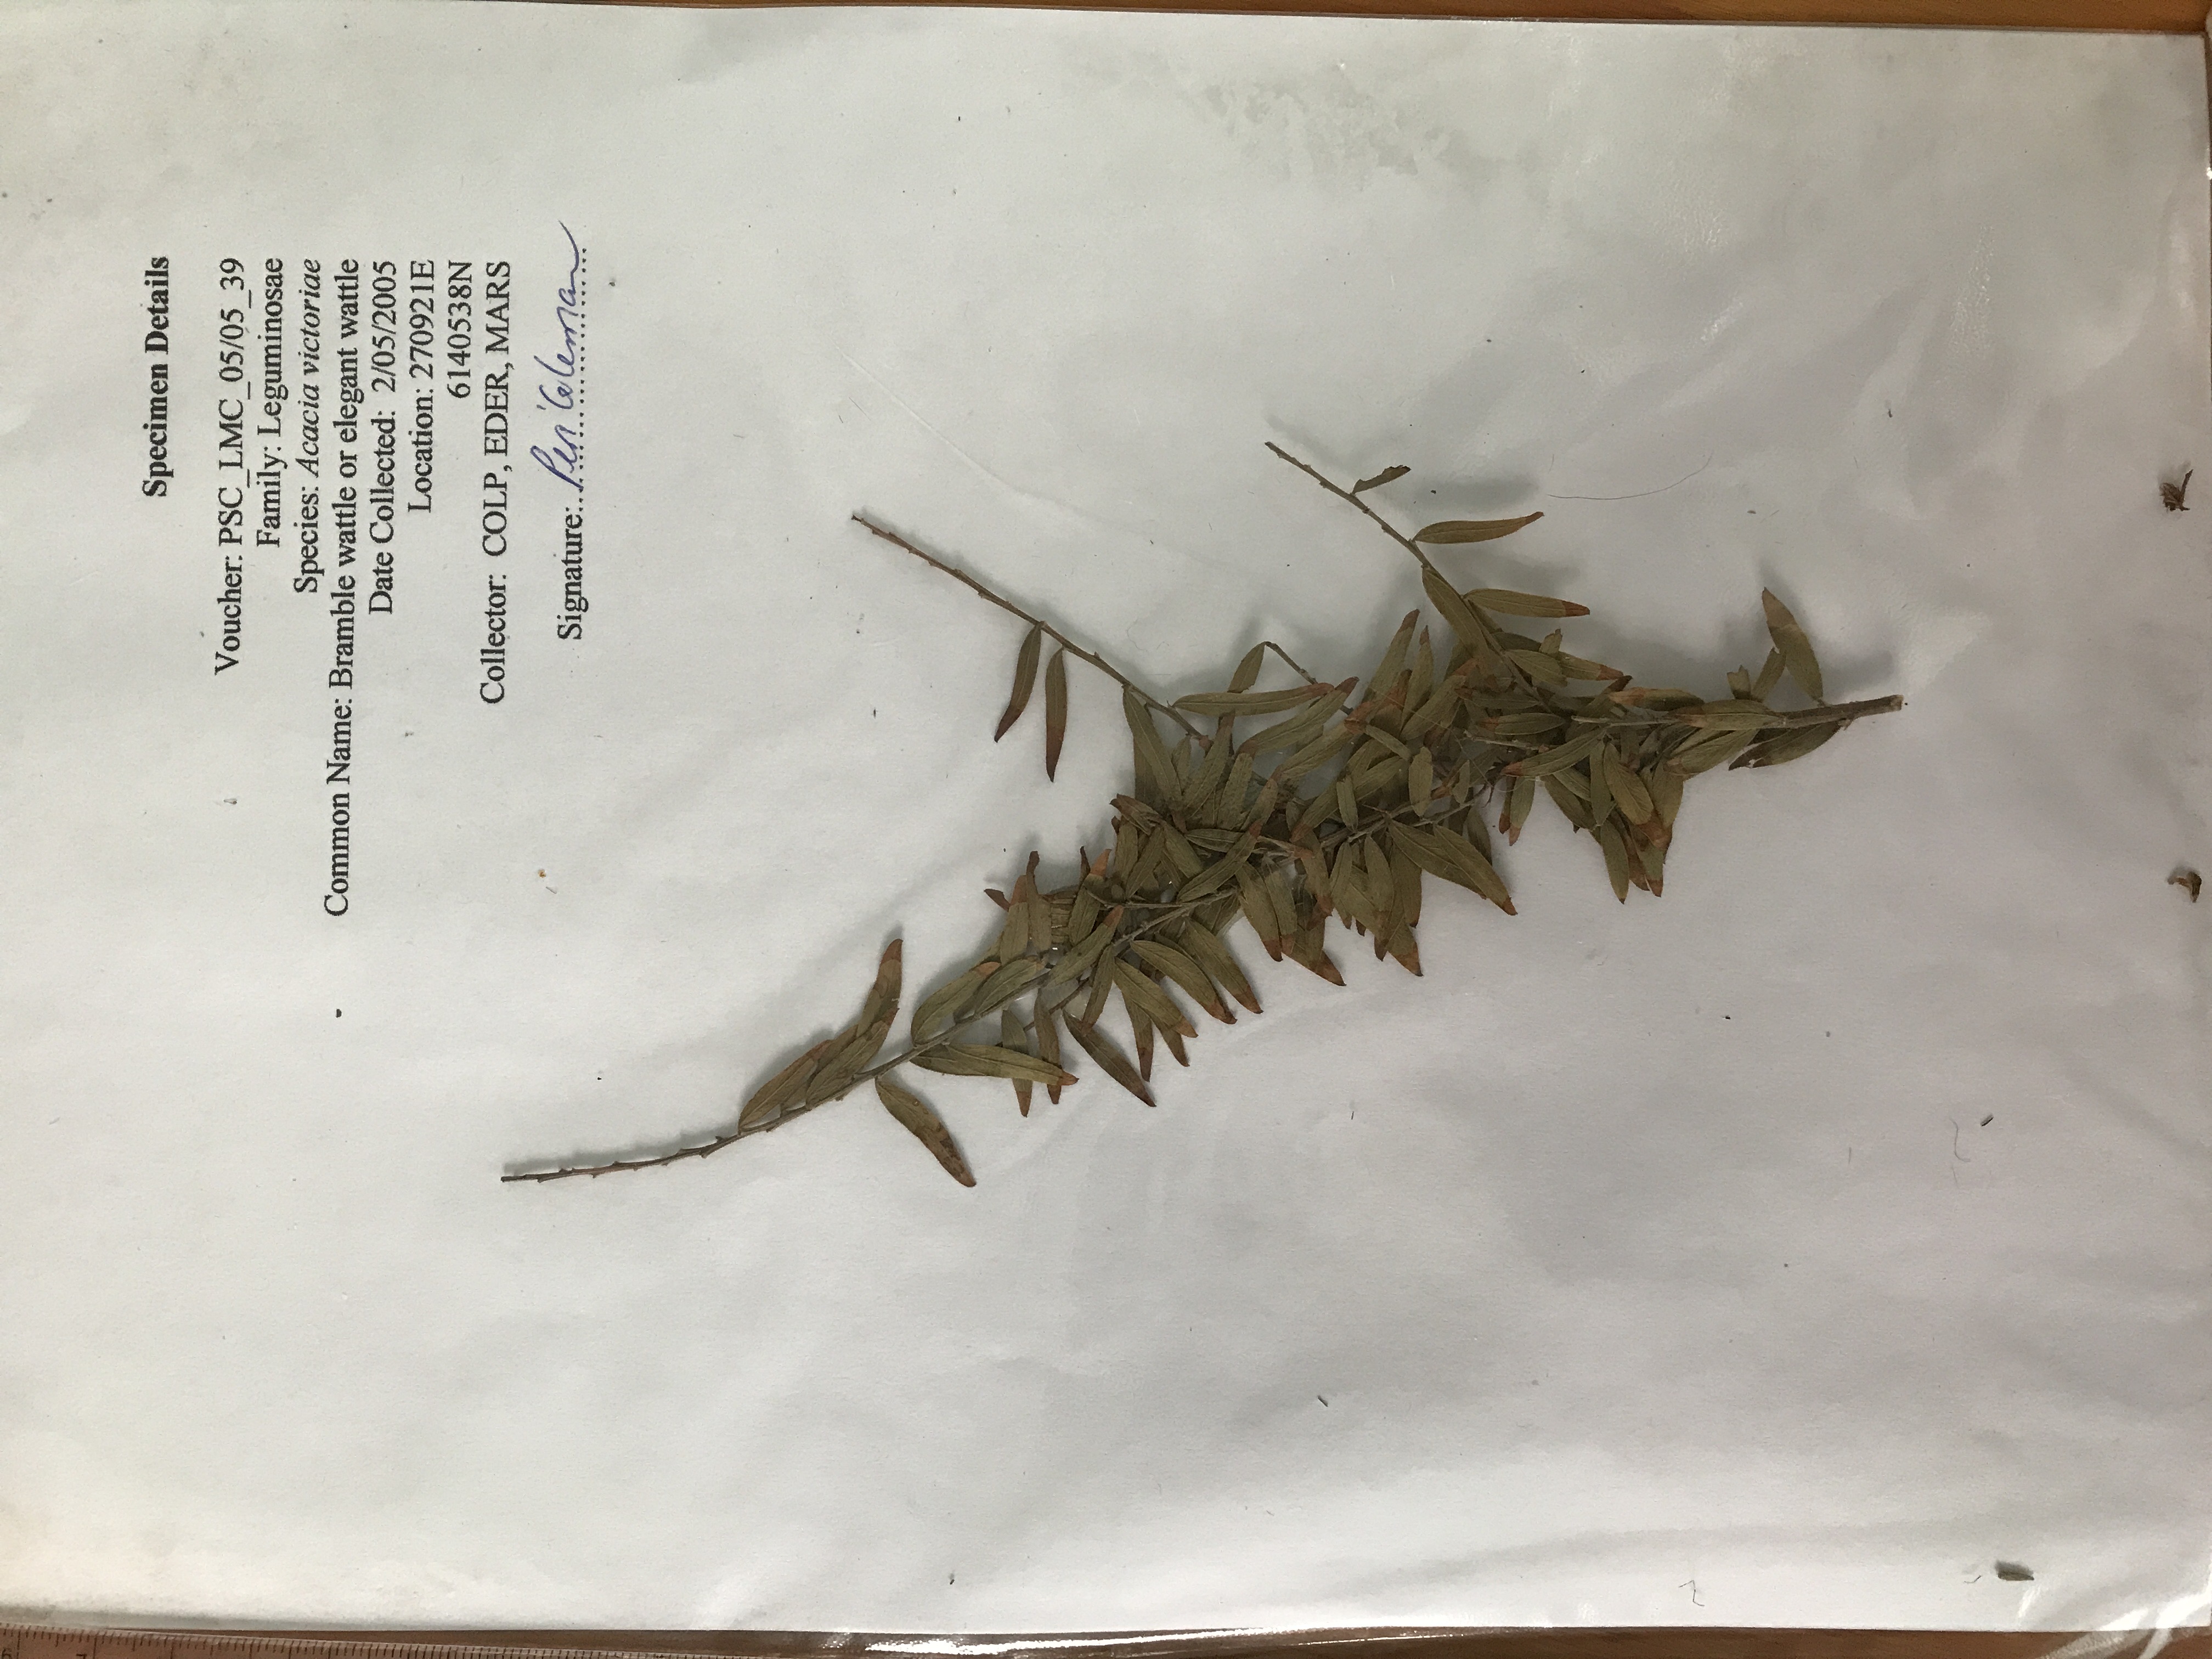 Specimen Details
Voucher: PSC_LMC_05/05_39
Family: Leguminosae
Species: Acacia victoriae
Common Name: Bramble wattle or elegant wattle
Date Collected: 2/05/2005
Location: 270921E
6140538N
Collector: COLP, EDER, MARS
Signature: Peri Coleman